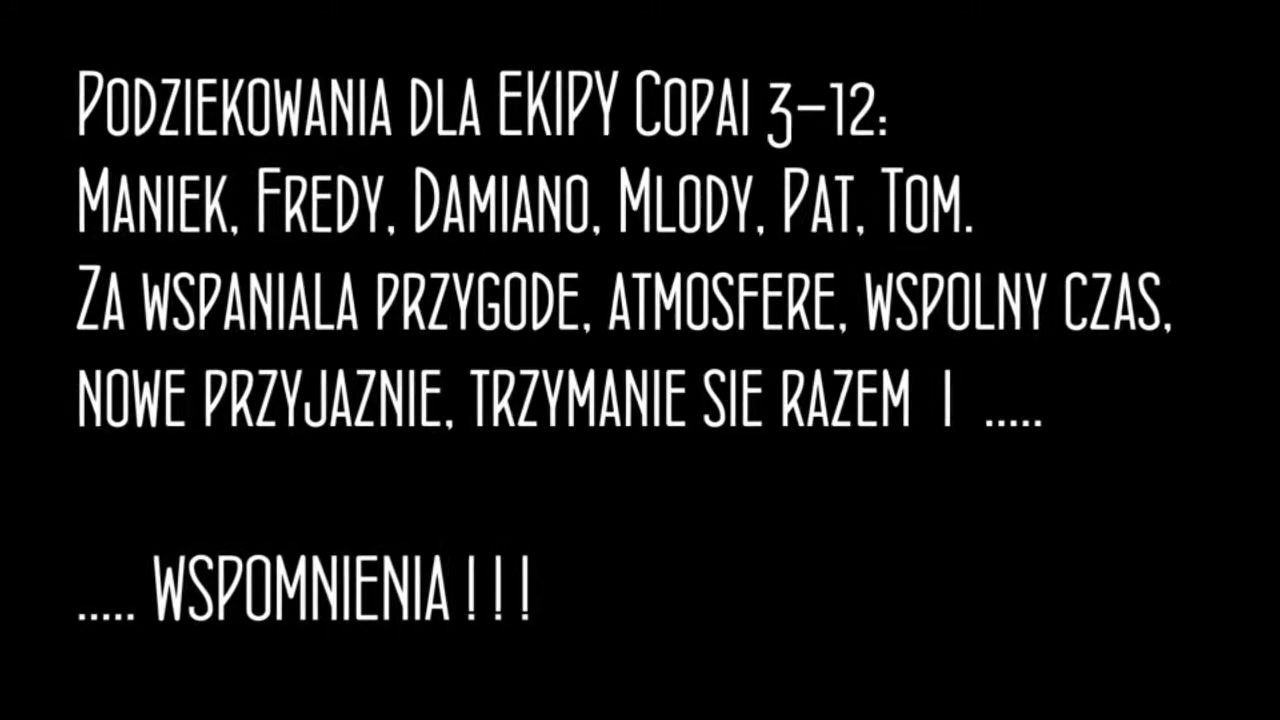 Podziekowania dla EKIPY Copai 3-12:
Maniek, Fredy, Damiano, Mlody, Pat, Tom.
Za wspaniala przygode, atmosfere, wspolny czas,
nowe przyjaznie, trzymanie sie razem i .....
..... WSPOMNIENIA ! ! !